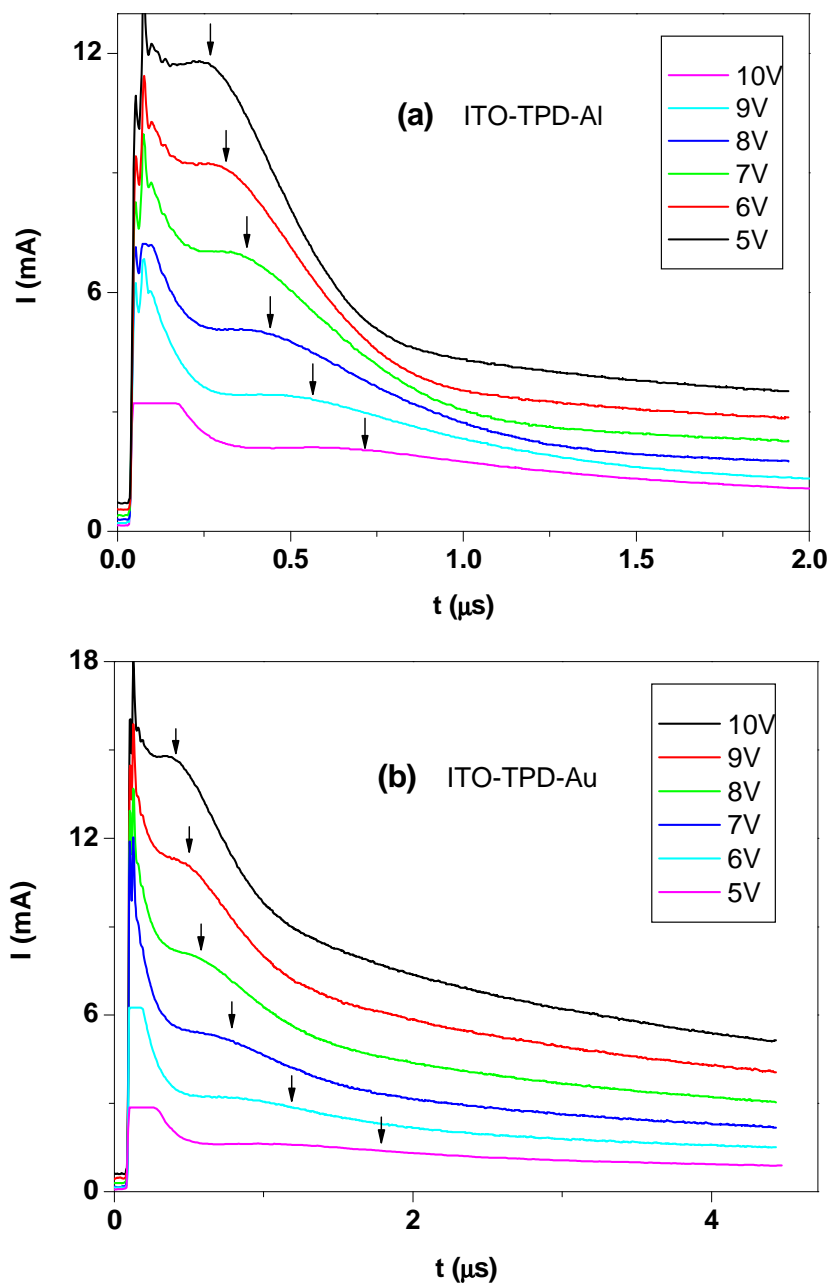 12
(a) ITO-TPD-Al
10V
9V
8V
7V
6V
5V
I (mA)
6
0
0.0 0.5 1.0 1.5 2.0
t (μs)
18
(b) ITO-TPD-Au
10V
9V
8V
7V
6V
5V
12
I (mA)
6
0
0 2 4
t (μs)